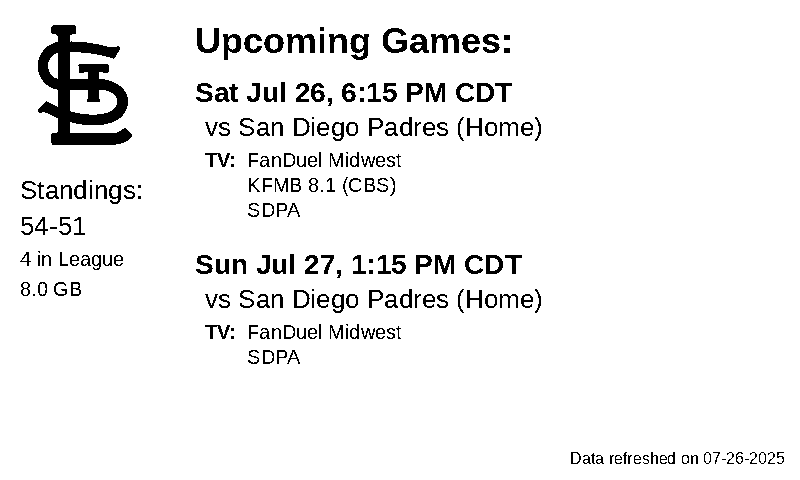 Upcoming Games:
Sat Jul 26, 6:15 PM CDT
vs San Diego Padres (Home)
TV: FanDuel Midwest
KFMB 8.1 (CBS)
SDPA
Sun Jul 27, 1:15 PM CDT
vs San Diego Padres (Home)
TV: FanDuel Midwest
SDPA
STL
Standings:
54-51
4 in League
8.0 GB
Data refreshed on 07-26-2025